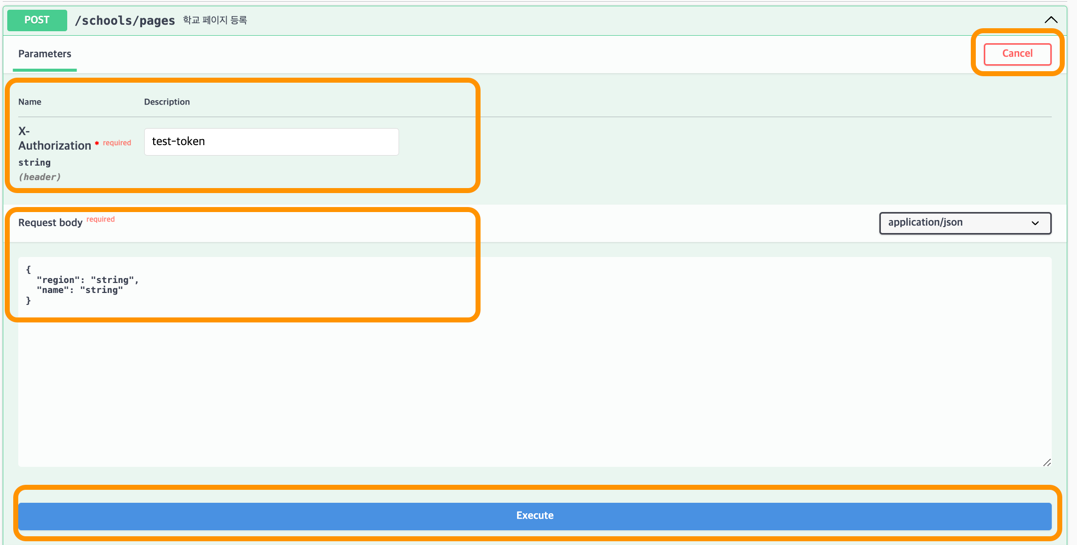 POST /schools/pages 학교 페이지 등록
Parameters
Cancel
Name Description
X-
Authorization * required
string
(header)
test-token
Request body required
application/json
{
"region": "string",
"name": "string"
}
Execute